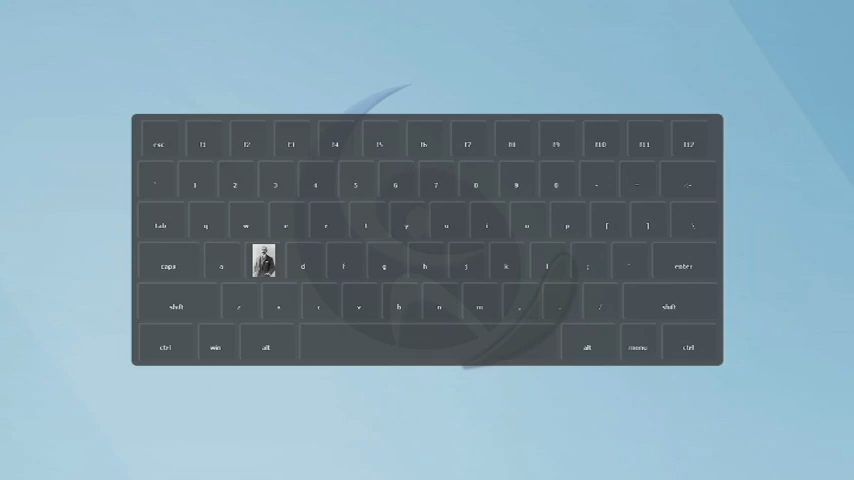 esc f1 f2 f3 f4 f5 f6 f7 f8 f9 f10 f11 f12
` 1 2 3 4 5 6 7 8 9 0 - =
tab q w e r t y u i o p [ ] \
caps a d f g h j k l ; ' enter
shift z x c v b n m , . / shift
ctrl win alt alt menu ctrl